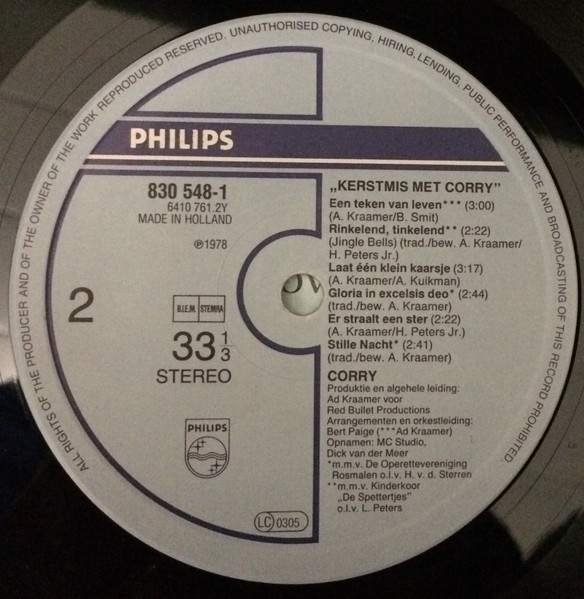 ALL RIGHTS OF THE PRODUCER AND OF THE OWNER OF THE WORK REPRODUCED RESERVED. UNAUTHORISED COPYING, HIRING, LENDING, PUBLIC PERFORMANCE AND BROADCASTING OF THIS RECORD PROHIBITED
PHILIPS
830 548-1
6410 761.2Y
MADE IN HOLLAND
℗1978
2
B.I.E.M. STEMRA
33 1/3
STEREO
PHILIPS
LC 0305
„KERSTMIS MET CORRY”
Een teken van leven*** (3:00)
(A. Kraamer/B. Smit)
Rinkelend, tinkelend** (2:22)
(Jingle Bells) (trad./bew. A. Kraamer/
H. Peters Jr.)
Laat één klein kaarsje (3:17)
(A. Kraamer/A. Kuikman)
Gloria in excelsis deo* (2:44)
(trad./bew. A. Kraamer)
Er straalt een ster (2:22)
(A. Kraamer/H. Peters Jr.)
Stille Nacht* (2:41)
(trad./bew. A. Kraamer)
CORRY
Produktie en algehele leiding:
Ad Kraamer voor
Red Bullet Productions
Arrangementen en orkestleiding:
Bert Paige (***Ad Kraamer)
Opnamen: MC Studio,
Dick van der Meer
*m.m.v. De Operettevereniging
Rosmalen o.l.v. H. v. d. Sterren
**m.m.v. Kinderkoor
„De Spettertjes”
o.l.v. L. Peters